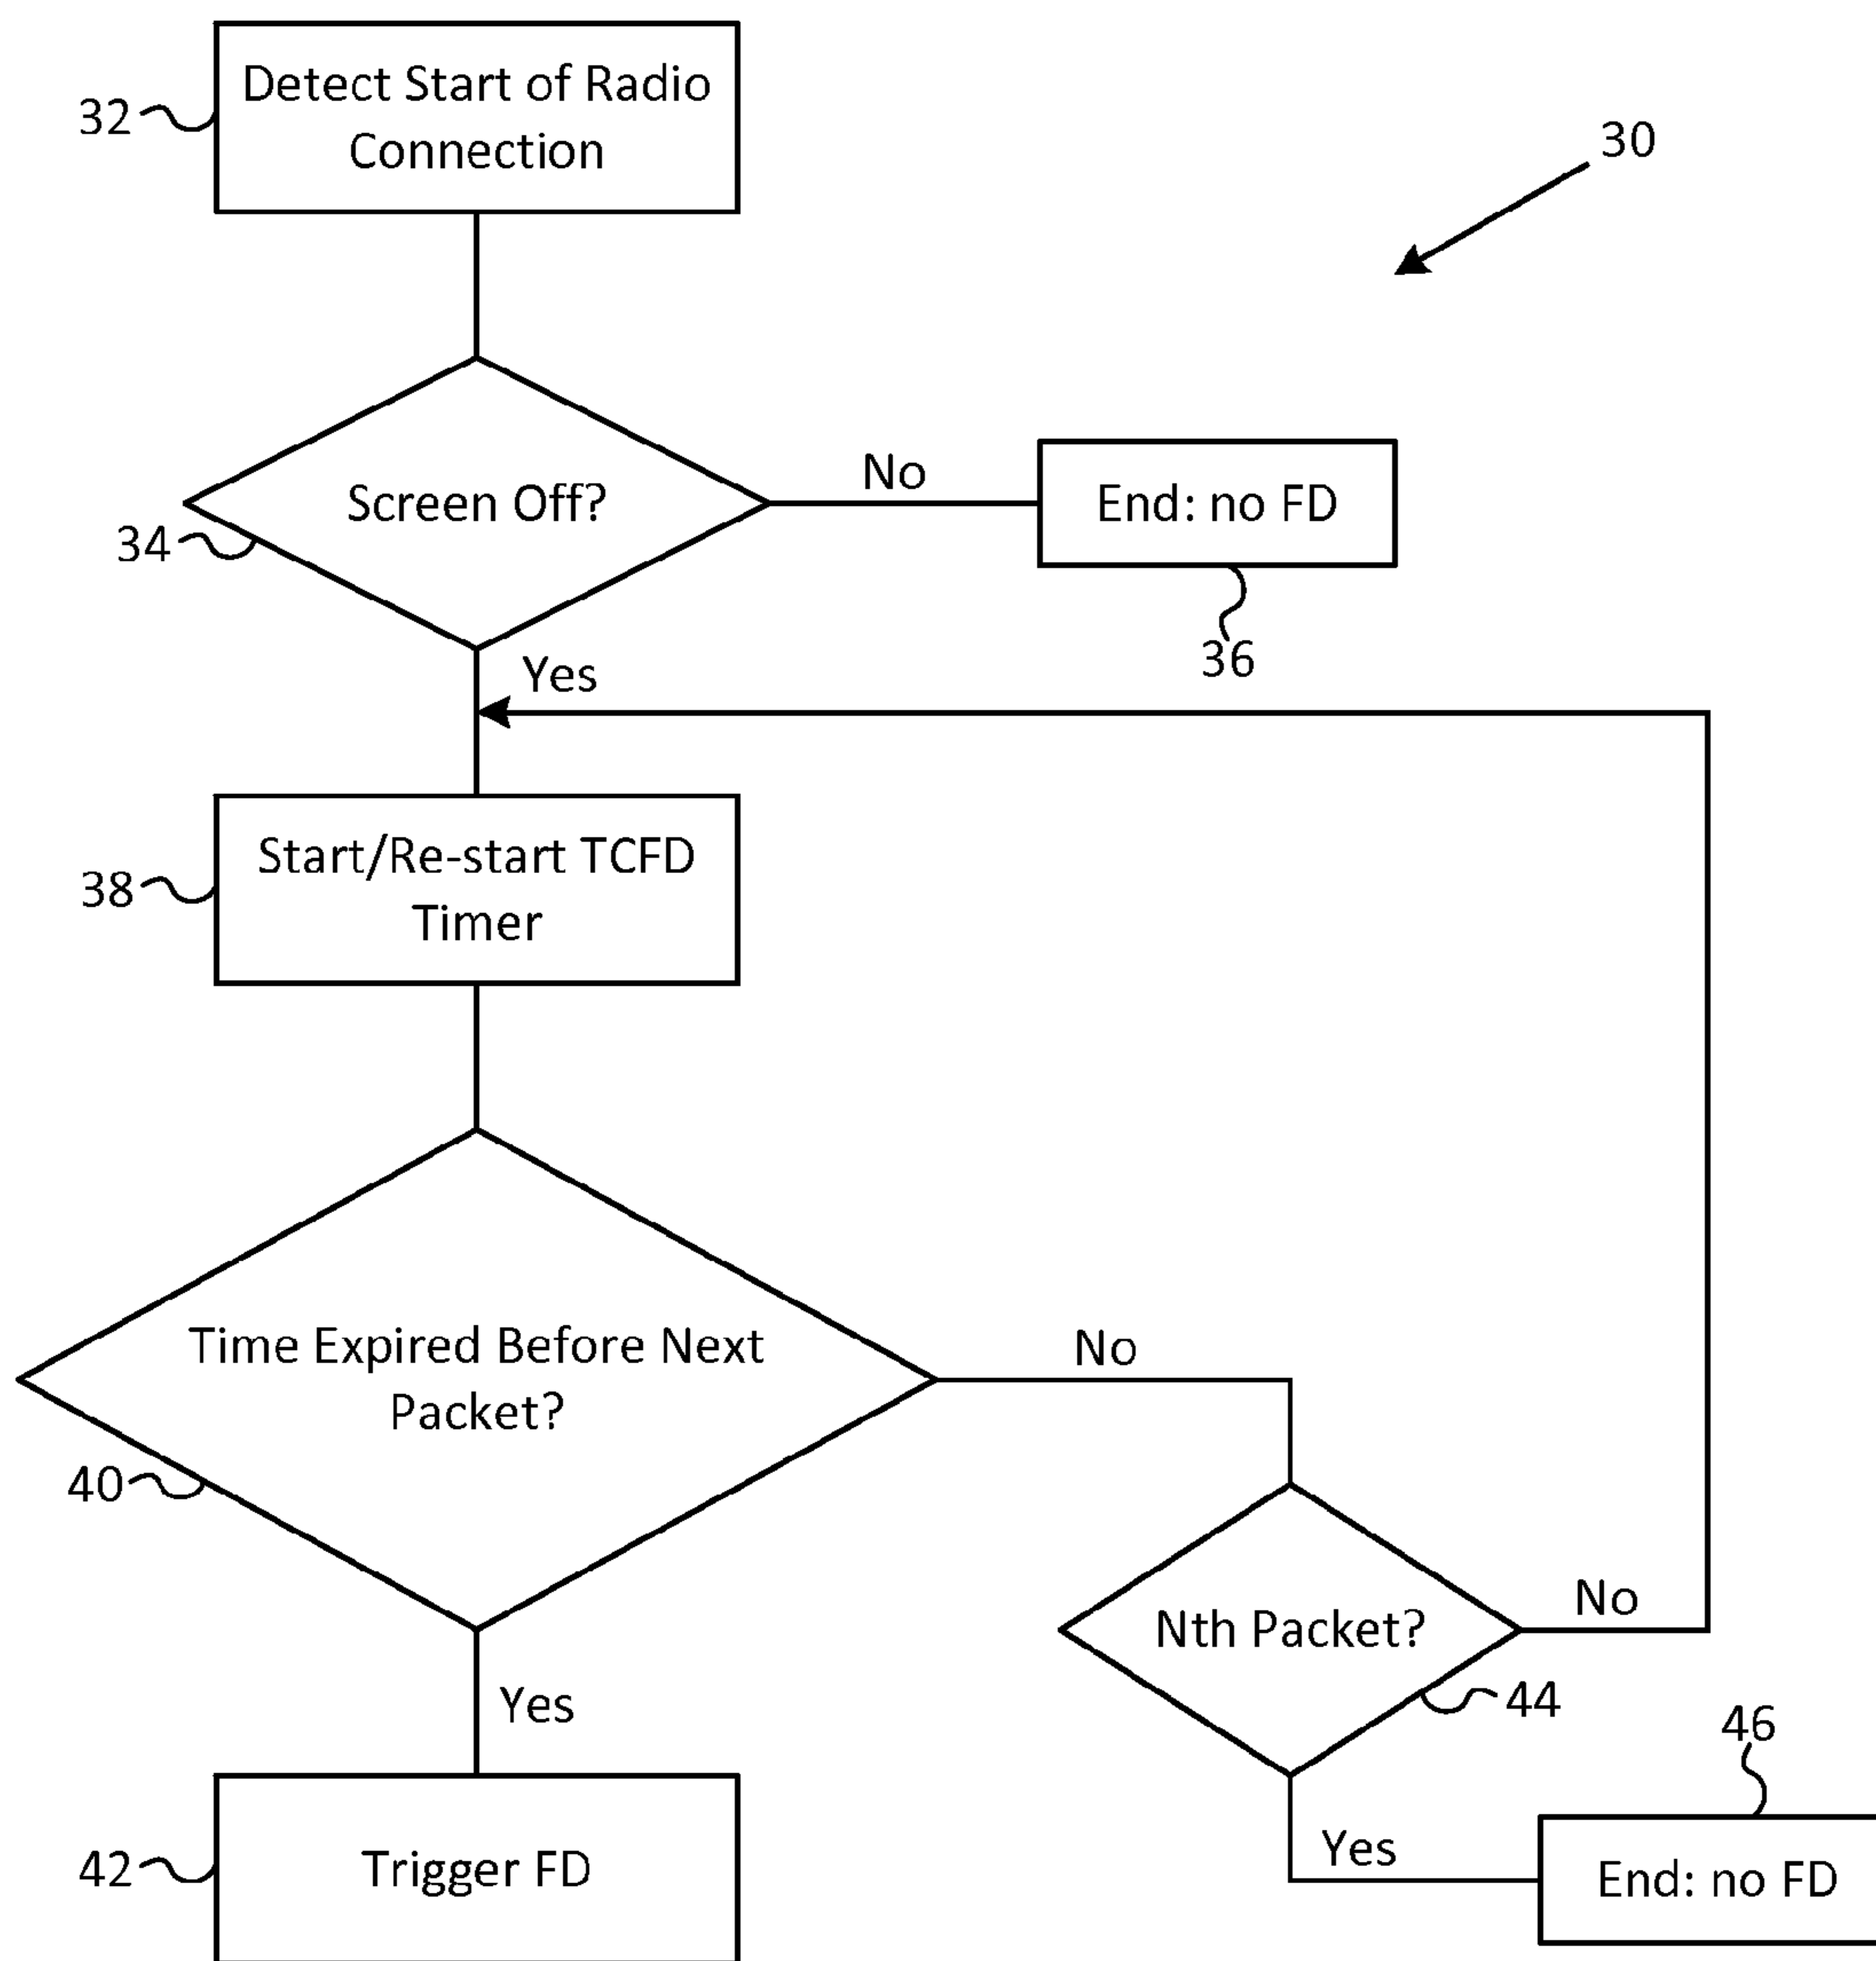 Detect Start of Radio
Connection
32
30
Screen Off?
34
No
End: no FD
36
Yes
Start/Re-start TCFD
Timer
38
Time Expired Before Next
Packet?
40
No
Nth Packet?
No
44
Yes
46
Yes
End: no FD
Trigger FD
42